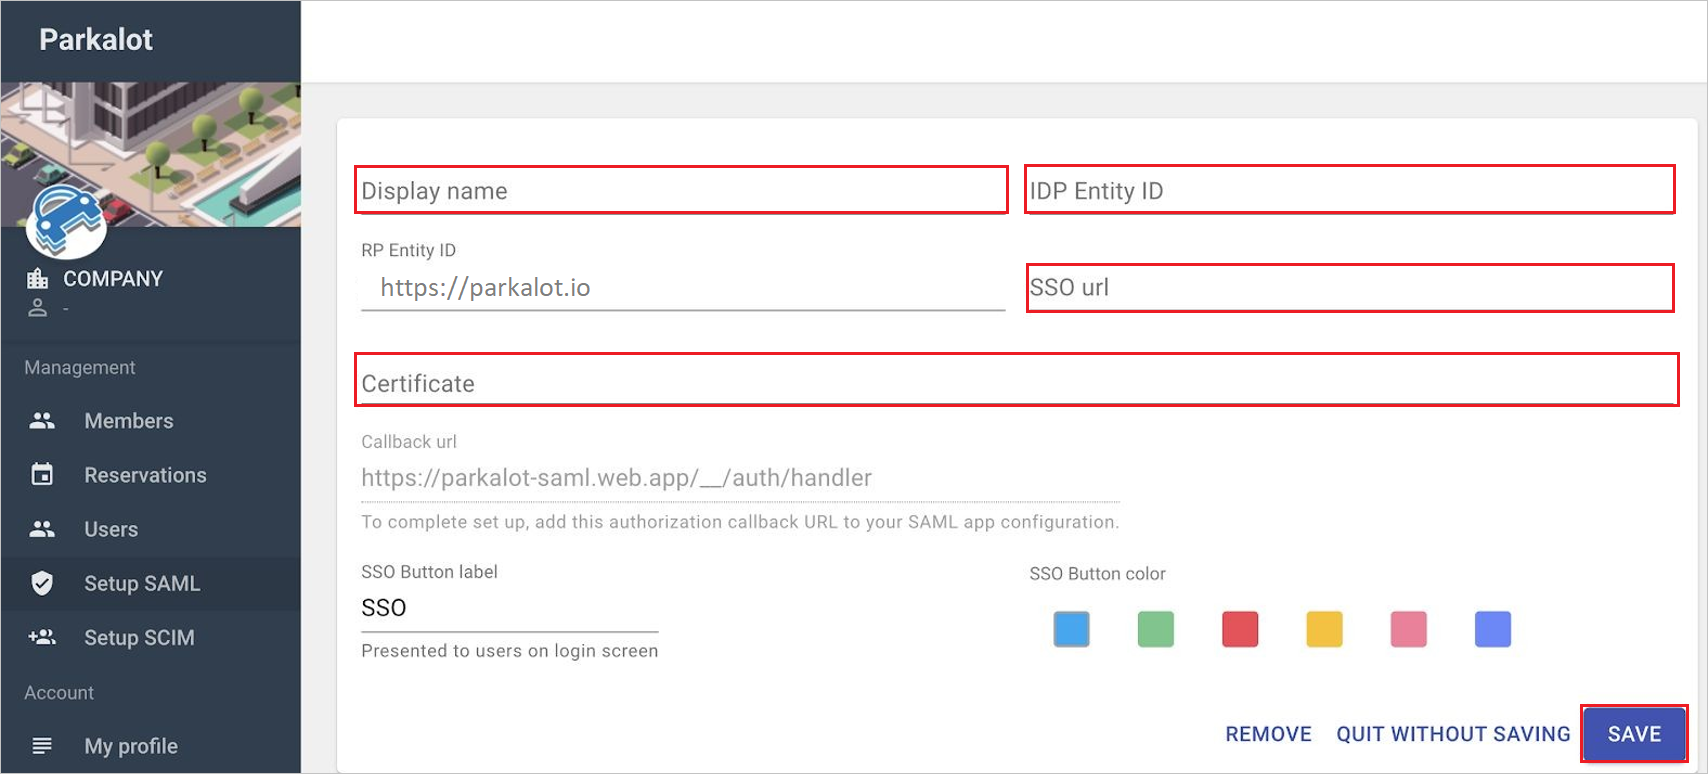 Parkalot
COMPANY
-
Management
Members
Reservations
Users
Setup SAML
Setup SCIM
Account
My profile
Display name
IDP Entity ID
RP Entity ID
https://parkalot.io
SSO url
Certificate
Callback url
https://parkalot-saml.web.app/__/auth/handler
To complete set up, add this authorization callback URL to your SAML app configuration.
SSO Button label
SSO
Presented to users on login screen
SSO Button color
REMOVE
QUIT WITHOUT SAVING
SAVE